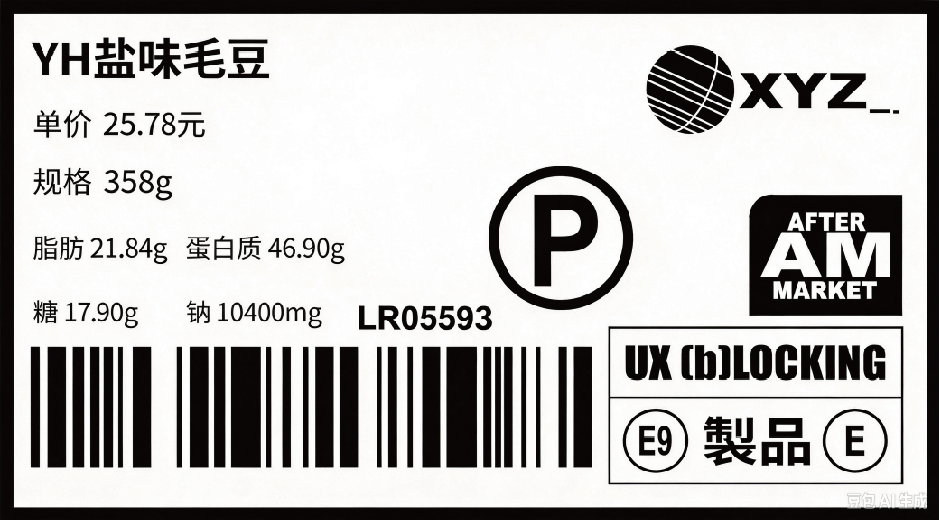 YH盐味毛豆
XYZ_.
单价 25.78元
规格 358g
P
AFTER
AM
MARKET
脂肪 21.84g 蛋白质 46.90g
糖 17.90g 钠 10400mg
LR05593
UX (b)LOCKING
E9 製品 E
豆包AI生成